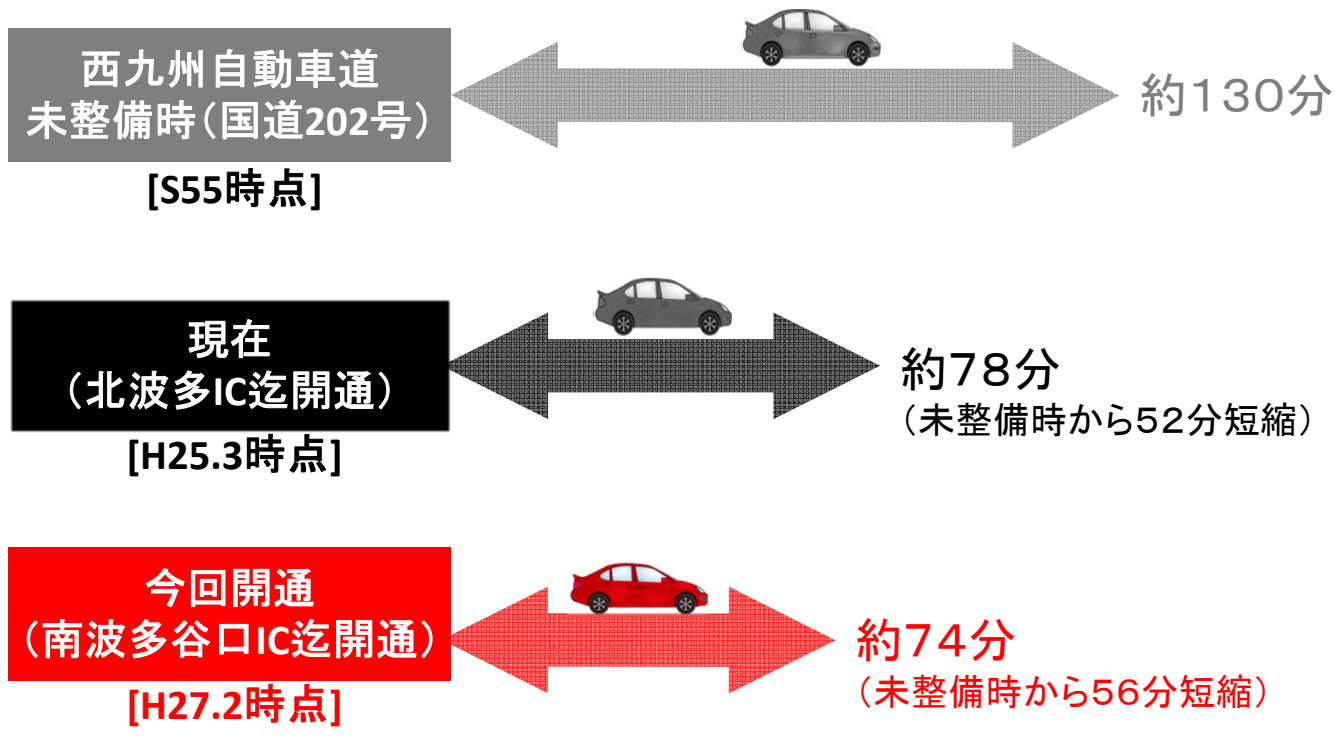 西九州自動車道
未整備時(国道202号)
[S55時点]
約130分
現在
(北波多IC迄開通)
[H25.3時点]
約78分
(未整備時から52分短縮)
今回開通
(南波多谷口IC迄開通)
[H27.2時点]
約74分
(未整備時から56分短縮)